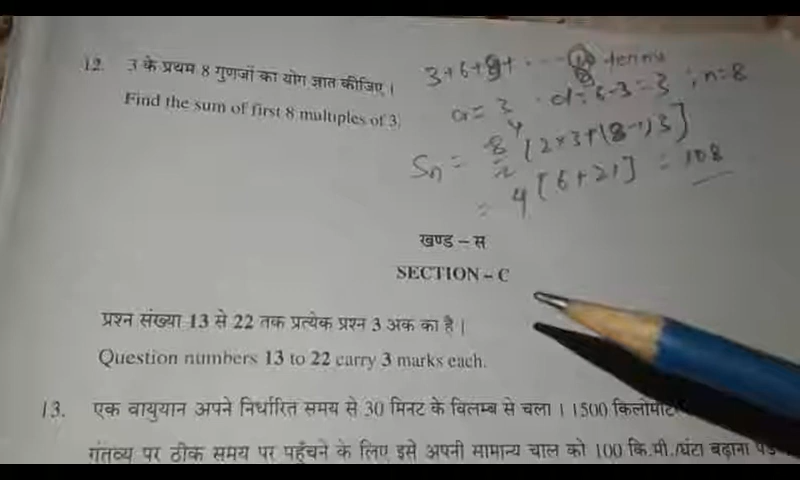 12. 3 के प्रथम 8 गुणजों का योग ज्ञात कीजिए।
Find the sum of first 8 multiples of 3.
3+6+9+ ..... terms
a = 3 . d = 6-3=3 ; n=8
Sn = 8/2 [2×3+(8-1)3]
= 4[6+21] = 108
खण्ड – स
SECTION – C
प्रश्न संख्या 13 से 22 तक प्रत्येक प्रश्न 3 अंक का है।
Question numbers 13 to 22 carry 3 marks each.
13. एक वायुयान अपने निर्धारित समय से 30 मिनट के विलम्ब से चला। 1500 किलोमीटर
गंतव्य पर ठीक समय पर पहुँचने के लिए इसे अपनी सामान्य चाल को 100 कि.मी./घंटा बढ़ाना